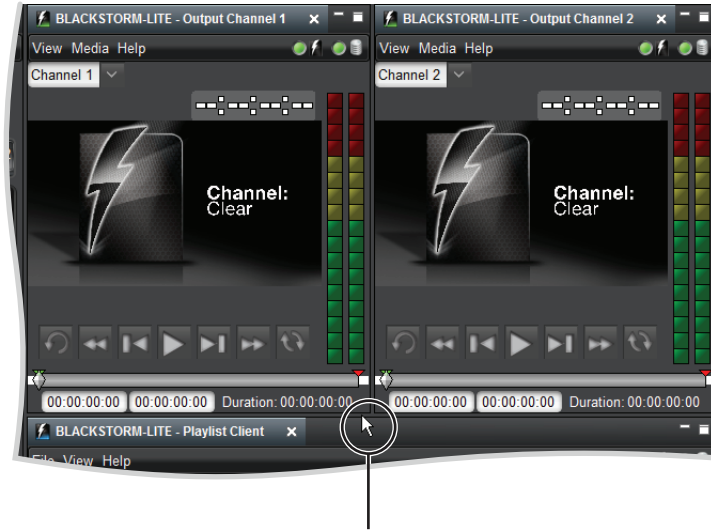 BLACKSTORM-LITE - Output Channel 1
View Media Help
Channel 1
--:--:--:--
Channel:
Clear
00:00:00:00 00:00:00:00 Duration: 00:00:00:00
BLACKSTORM-LITE - Output Channel 2
View Media Help
Channel 2
--:--:--:--
Channel:
Clear
00:00:00:00 00:00:00:00 Duration: 00:00:00:00
BLACKSTORM-LITE - Playlist Client
File View Help